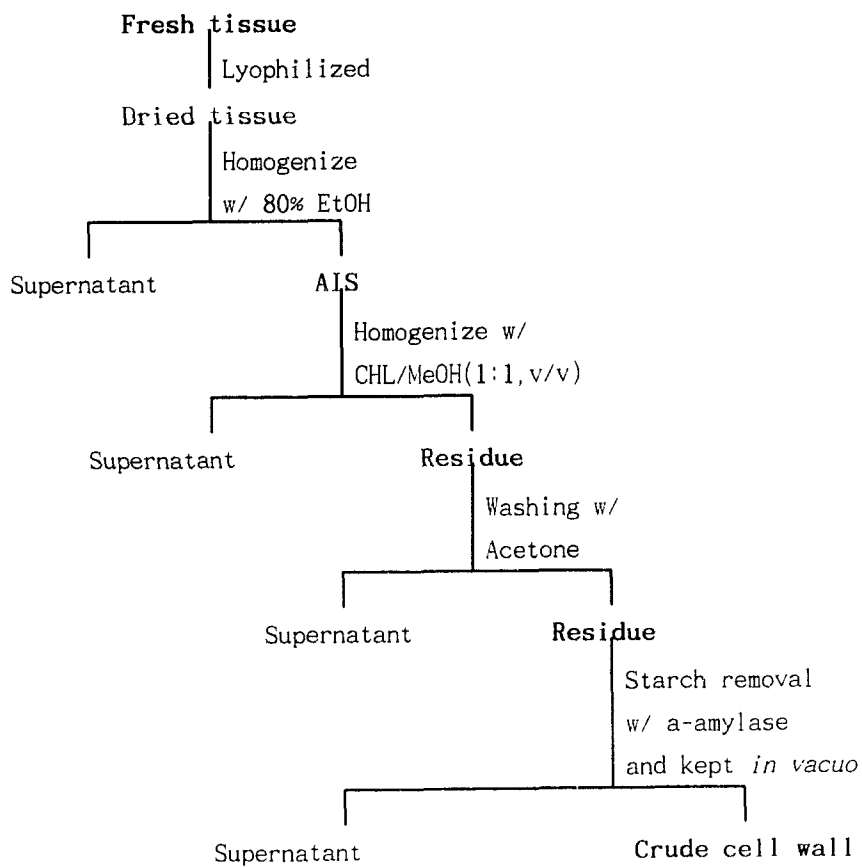 Fresh tissue
Lyophilized
Dried tissue
Homogenize
w/ 80% EtOH
Supernatant AIS
Homogenize w/
CHL/MeOH(1:1,v/v)
Supernatant Residue
Washing w/
Acetone
Supernatant Residue
Starch removal
w/ a-amylase
and kept in vacuo
Supernatant Crude cell wall